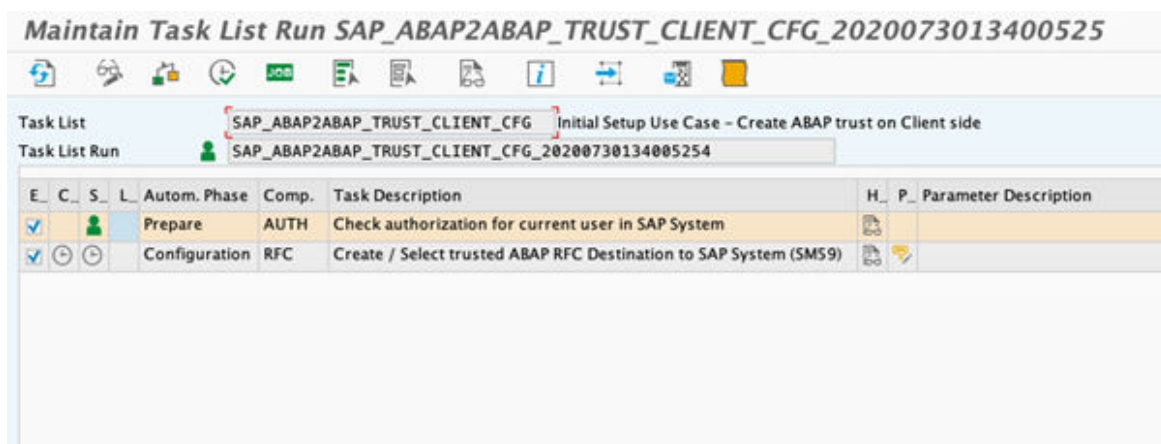 Maintain Task List Run SAP_ABAP2ABAP_TRUST_CLIENT_CFG_2020073013400525
JOB
Task List SAP_ABAP2ABAP_TRUST_CLIENT_CFG Initial Setup Use Case - Create ABAP trust on Client side
Task List Run SAP_ABAP2ABAP_TRUST_CLIENT_CFG_20200730134005254
E_ C_ S_ L_ Autom. Phase Comp. Task Description H_ P_ Parameter Description
Prepare AUTH Check authorization for current user in SAP System
Configuration RFC Create / Select trusted ABAP RFC Destination to SAP System (SM59)